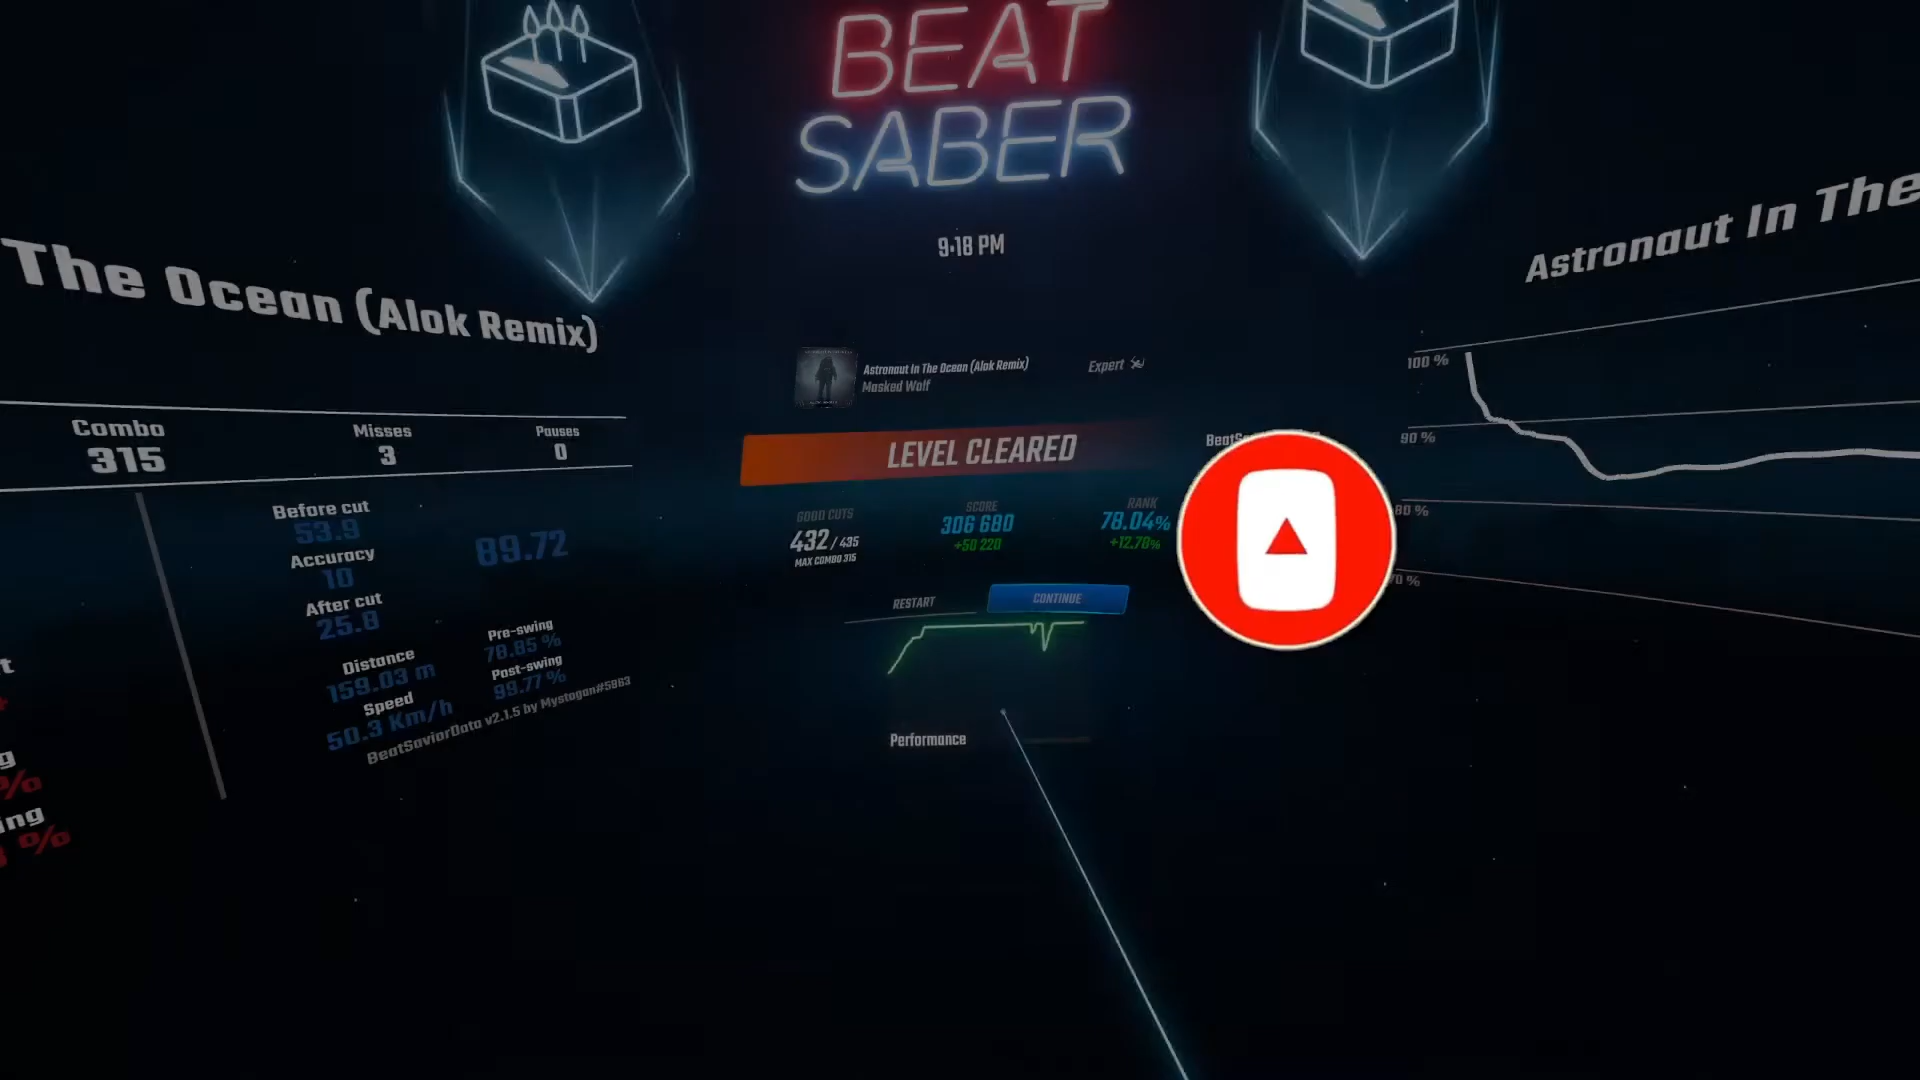 BEAT
SABER
9:18 PM
The Ocean (Alok Remix)
Combo
315
Misses
3
Pauses
0
Before cut
53.9
Accuracy
10
After cut
25.8
89.72
Distance
159.03 m
Speed
50.3 Km/h
Pre-swing
78.85 %
Post-swing
99.77 %
BeatSaviorData v2.1.5 by Mystogan#5963
%
ing
%
Astronaut In The Ocean (Alok Remix)
Masked Wolf
Expert
LEVEL CLEARED
GOOD CUTS
432 / 435
MAX COMBO 315
SCORE
306 680
+50 220
RANK
78.04%
+12.70%
RESTART
CONTINUE
Performance
Astronaut In The
100 %
90 %
80 %
70 %